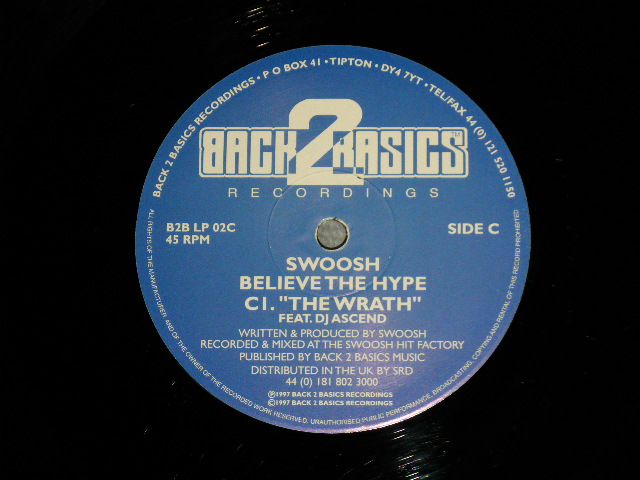 BACK 2 BASICS RECORDINGS • P O BOX 41 • TIPTON • DY4 7YT • TEL/FAX 44 (0) 121 520 1150
BACK 2 BASICS™
RECORDINGS
B2B LP 02C
45 RPM
SIDE C
SWOOSH
BELIEVE THE HYPE
C1. "THE WRATH"
FEAT. DJ ASCEND
WRITTEN & PRODUCED BY SWOOSH
RECORDED & MIXED AT THE SWOOSH HIT FACTORY
PUBLISHED BY BACK 2 BASICS MUSIC
DISTRIBUTED IN THE UK BY SRD
44 (0) 181 802 3000
℗1997 BACK 2 BASICS RECORDINGS
©1997 BACK 2 BASICS RECORDINGS
ALL RIGHTS OF THE MANUFACTURER AND OF THE OWNER OF THE RECORDED WORK RESERVED. UNAUTHORISED PUBLIC PERFORMANCE, BROADCASTING, COPYING AND RENTAL OF THIS RECORD PROHIBITED